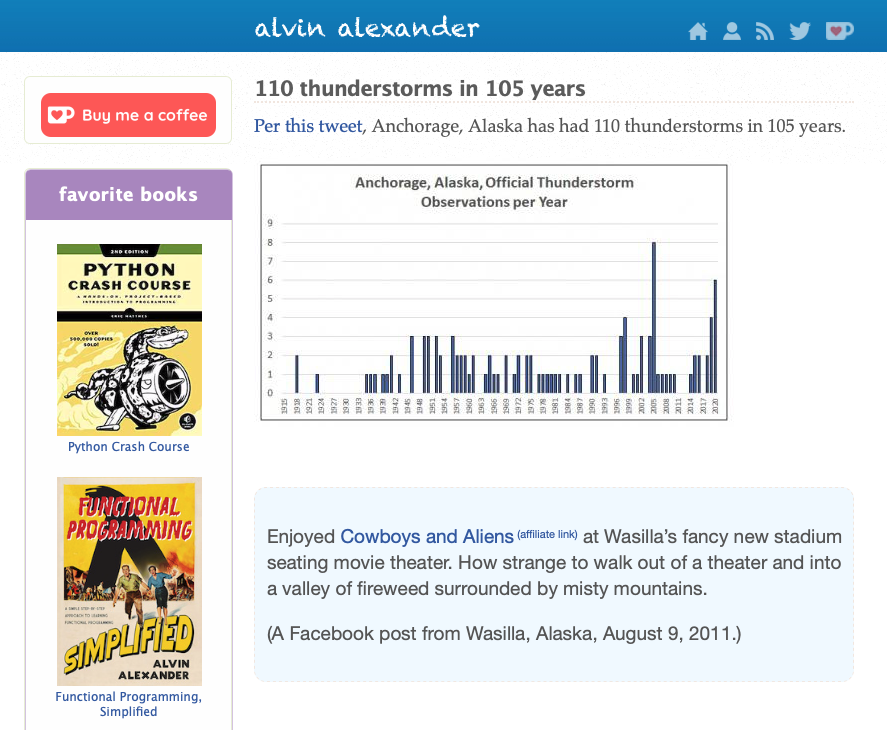 alvin alexander
Buy me a coffee
favorite books
2ND EDITION
PYTHON
CRASH COURSE
A HANDS-ON, PROJECT-BASED
INTRODUCTION TO PROGRAMMING
ERIC MATTHES
OVER
500,000 COPIES
SOLD!
Python Crash Course
FUNCTIONAL
PROGRAMMING
A SIMPLE STEP-BY-STEP
APPROACH TO LEARNING
FUNCTIONAL PROGRAMMING
SIMPLIFIED
ALVIN
ALEXANDER
Functional Programming,
Simplified
110 thunderstorms in 105 years
Per this tweet, Anchorage, Alaska has had 110 thunderstorms in 105 years.
Anchorage, Alaska, Official Thunderstorm
Observations per Year
9
8
7
6
5
4
3
2
1
0
1915 1918 1921 1924 1927 1930 1933 1936 1939 1942 1945 1948 1951 1954 1957 1960 1963 1966 1969 1972 1975 1978 1981 1984 1987 1990 1993 1996 1999 2002 2005 2008 2011 2014 2017 2020
Enjoyed Cowboys and Aliens (affiliate link) at Wasilla's fancy new stadium
seating movie theater. How strange to walk out of a theater and into
a valley of fireweed surrounded by misty mountains.
(A Facebook post from Wasilla, Alaska, August 9, 2011.)